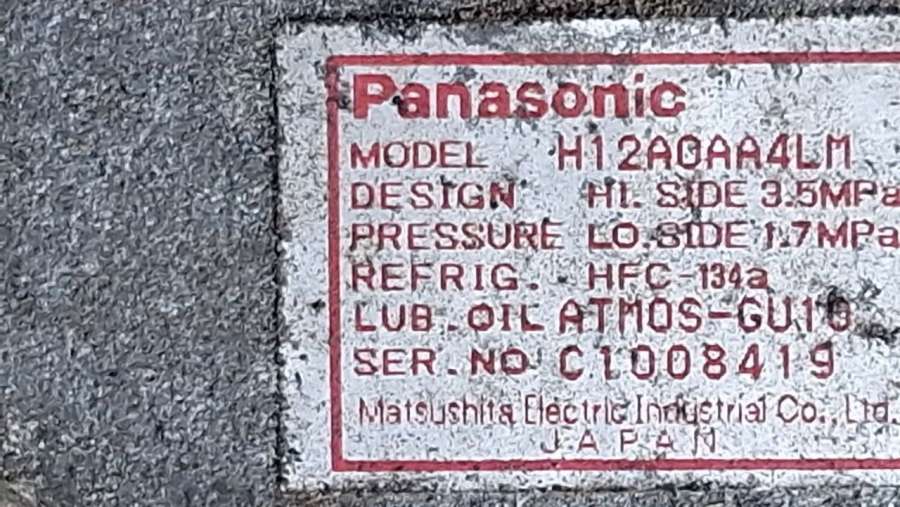 Panasonic
MODEL H12A0AA4LM
DESIGN HI. SIDE 3.5MPa
PRESSURE LO.SIDE 1.7MPa
REFRIG. HFC-134a
LUB.OIL ATMOS-GU10
SER.NO C1008419
Matsushita Electric Industrial Co., Ltd.
JAPAN